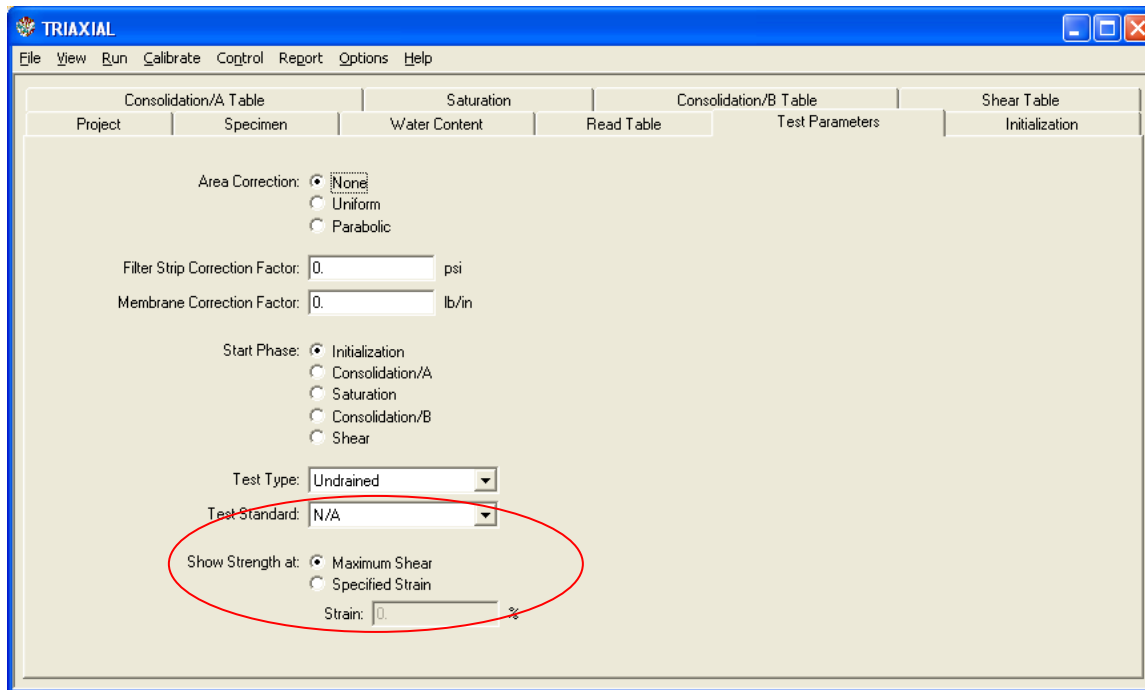 TRIAXIAL
File View Run Calibrate Control Report Options Help
Consolidation/A Table Saturation Consolidation/B Table Shear Table
Project Specimen Water Content Read Table Test Parameters Initialization
Area Correction: None
Uniform
Parabolic
Filter Strip Correction Factor: 0. psi
Membrane Correction Factor: 0. lb/in
Start Phase: Initialization
Consolidation/A
Saturation
Consolidation/B
Shear
Test Type: Undrained
Test Standard: N/A
Show Strength at: Maximum Shear
Specified Strain
Strain: 0. %